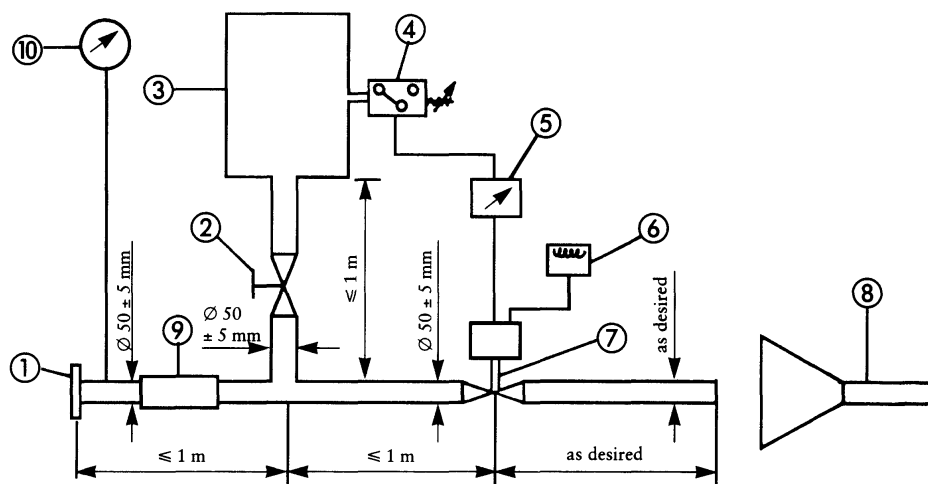 ⑩
④
③
⑤
②
⑥
≤ 1 m
Ø 50 ± 5 mm
Ø 50 ± 5 mm
Ø 50
± 5 mm
as desired
⑧
①
⑨
⑦
≤ 1 m
≤ 1 m
as desired